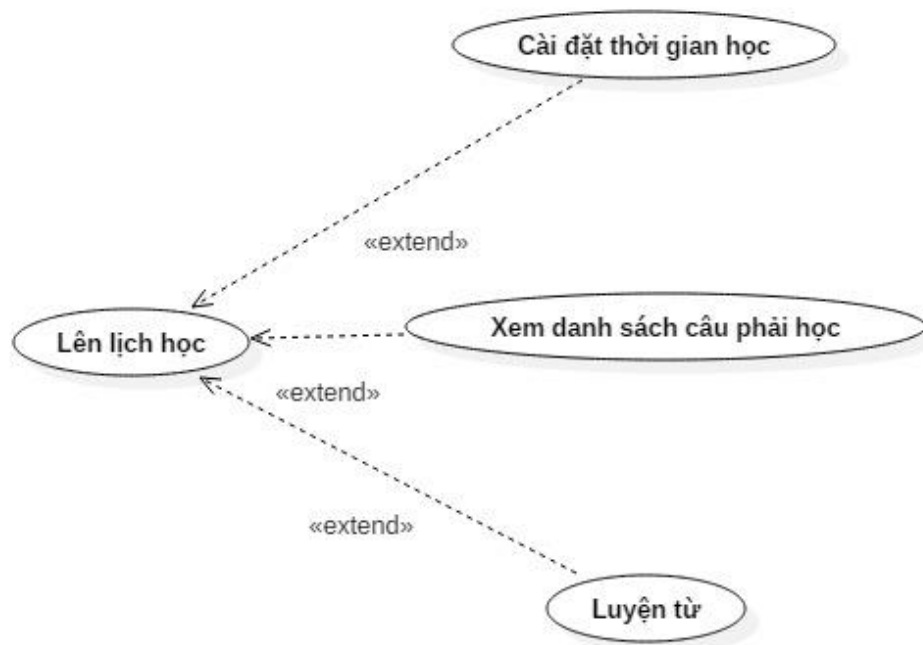 Cài đặt thời gian học
«extend»
Lên lịch học
Xem danh sách câu phải học
«extend»
«extend»
Luyện từ